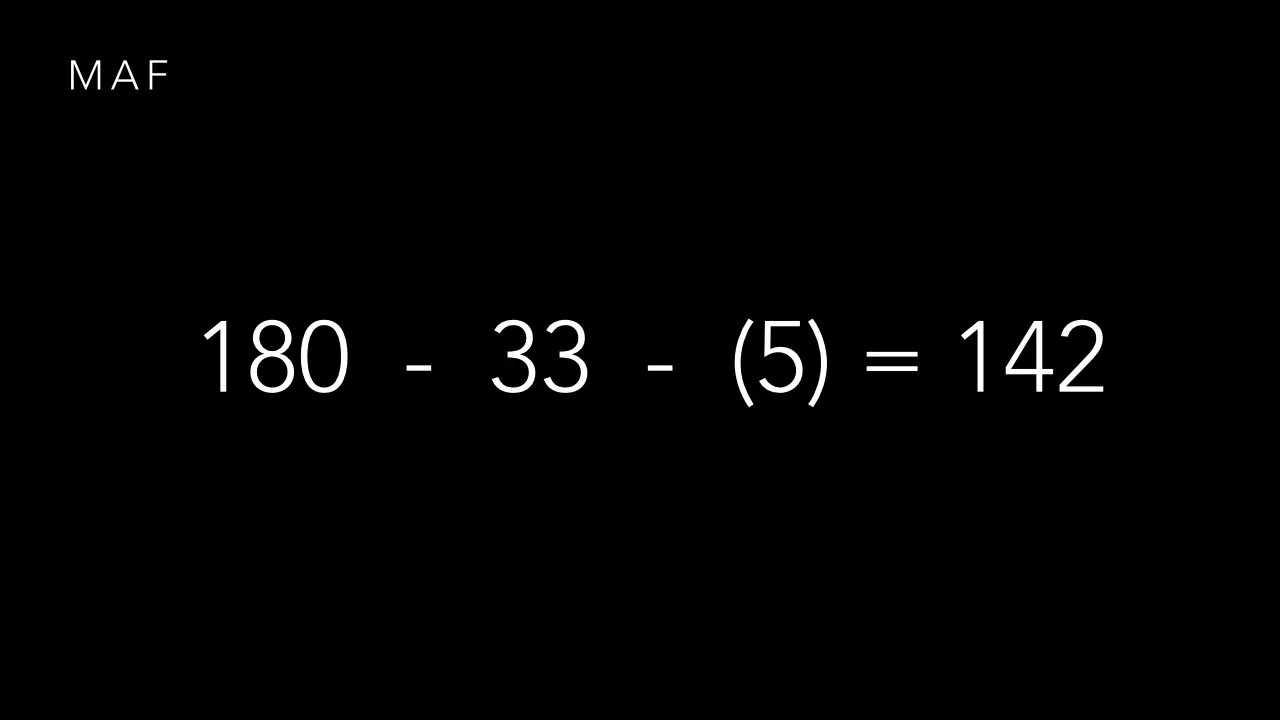 MAF
180 - 33 - (5) = 142